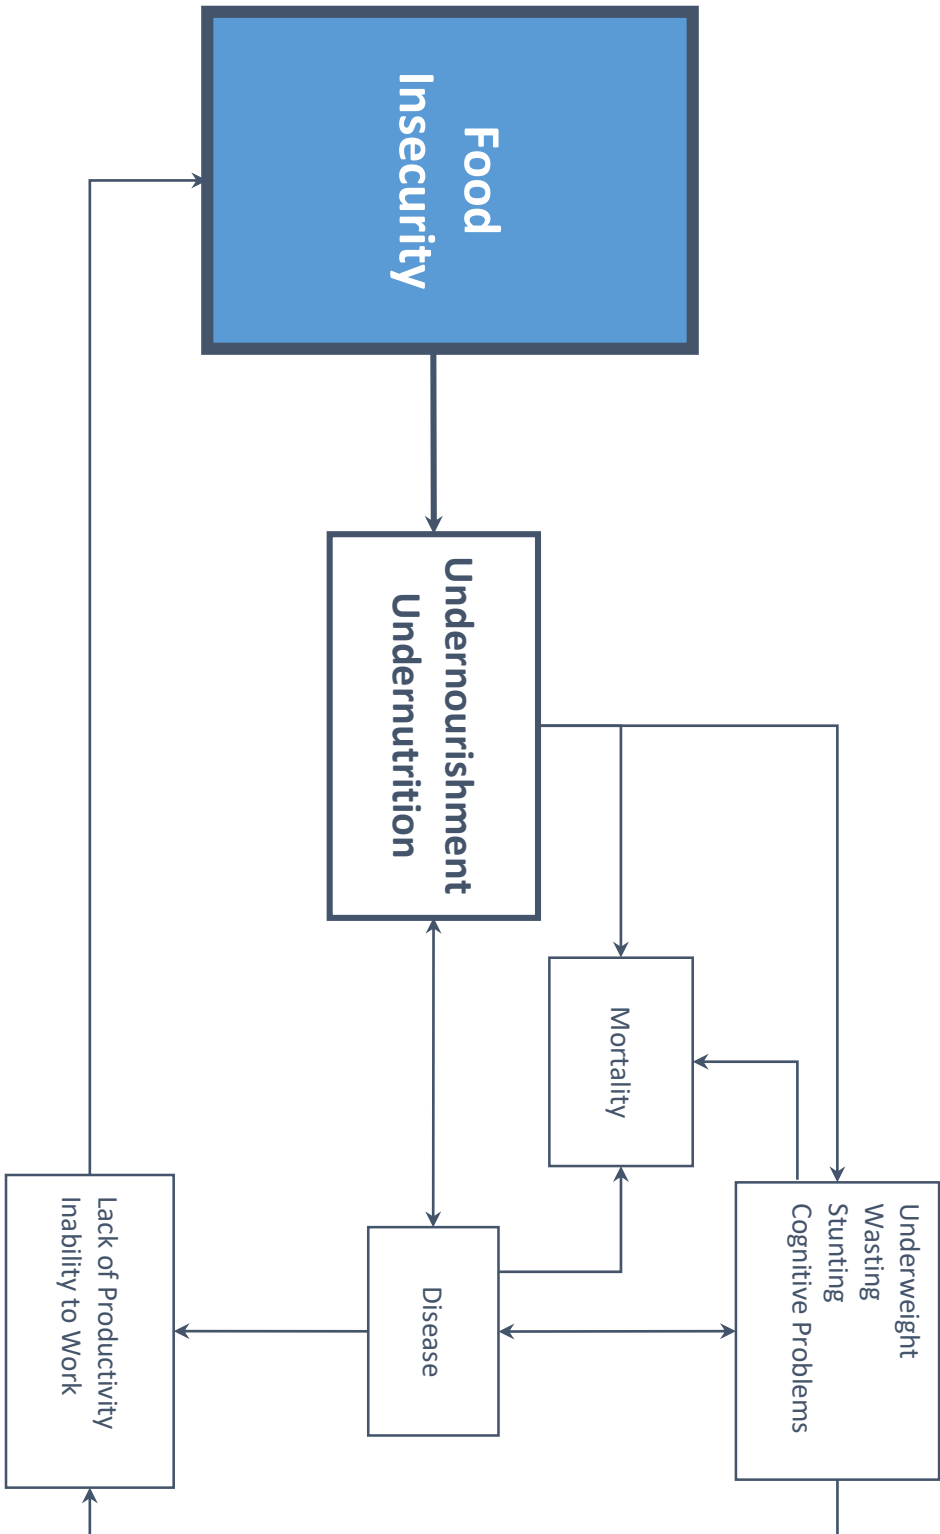 Food
Insecurity
Undernourishment
Undernutrition
Mortality
Underweight
Wasting
Stunting
Cognitive Problems
Disease
Lack of Productivity
Inability to Work